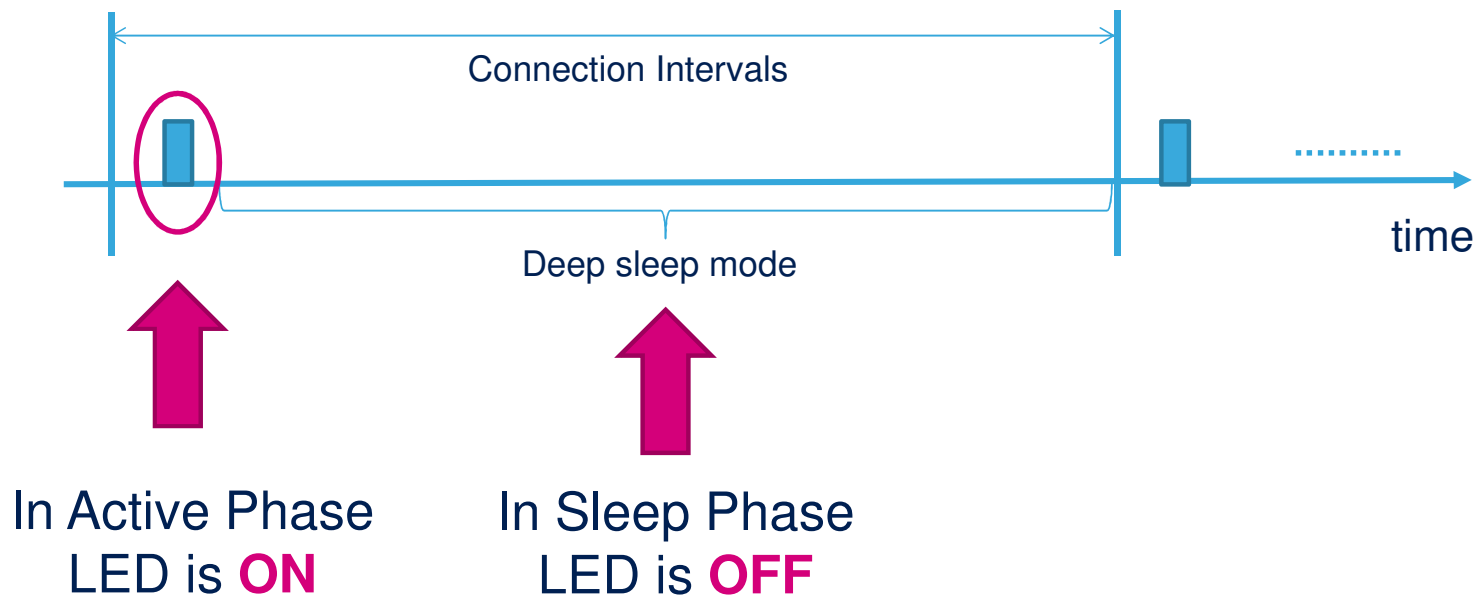 Connection Intervals
time
Deep sleep mode
In Active Phase
LED is ON
In Sleep Phase
LED is OFF